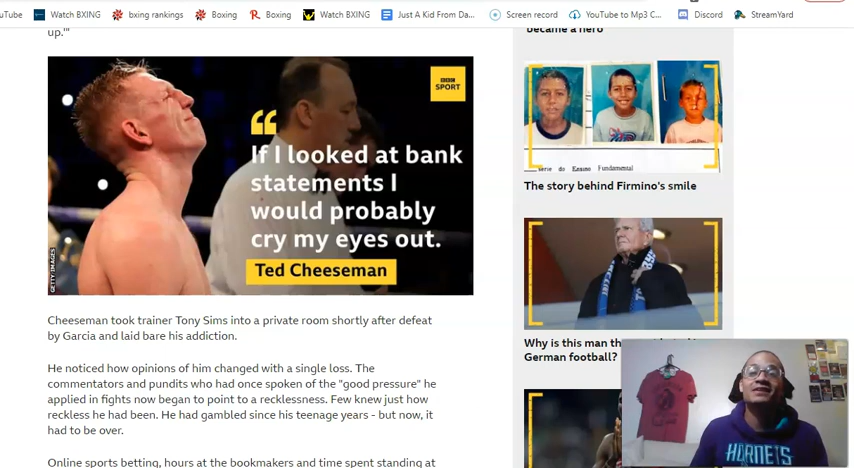 uTube Watch BXING bxing rankings Boxing Boxing Watch BXING Just A Kid From Da... Screen record YouTube to Mp3 C... Discord StreamYard
up.'"
BBC
SPORT
“
If I looked at bank
statements I
would probably
cry my eyes out.
Ted Cheeseman
GETTY IMAGES
Cheeseman took trainer Tony Sims into a private room shortly after defeat
by Garcia and laid bare his addiction.
He noticed how opinions of him changed with a single loss. The
commentators and pundits who had once spoken of the "good pressure" he
applied in fights now began to point to a recklessness. Few knew just how
reckless he had been. He had gambled since his teenage years - but now, it
had to be over.
Online sports betting, hours at the bookmakers and time spent standing at
became a hero
serie do Ensino Fundamental
The story behind Firmino's smile
Why is this man th
German football?
HORNETS